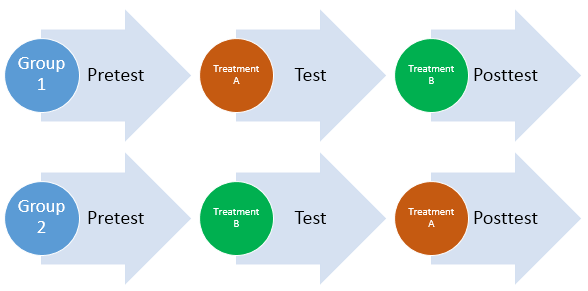 Group
1
Pretest
Treatment
A
Test
Treatment
B
Posttest
Group
2
Pretest
Treatment
B
Test
Treatment
A
Posttest